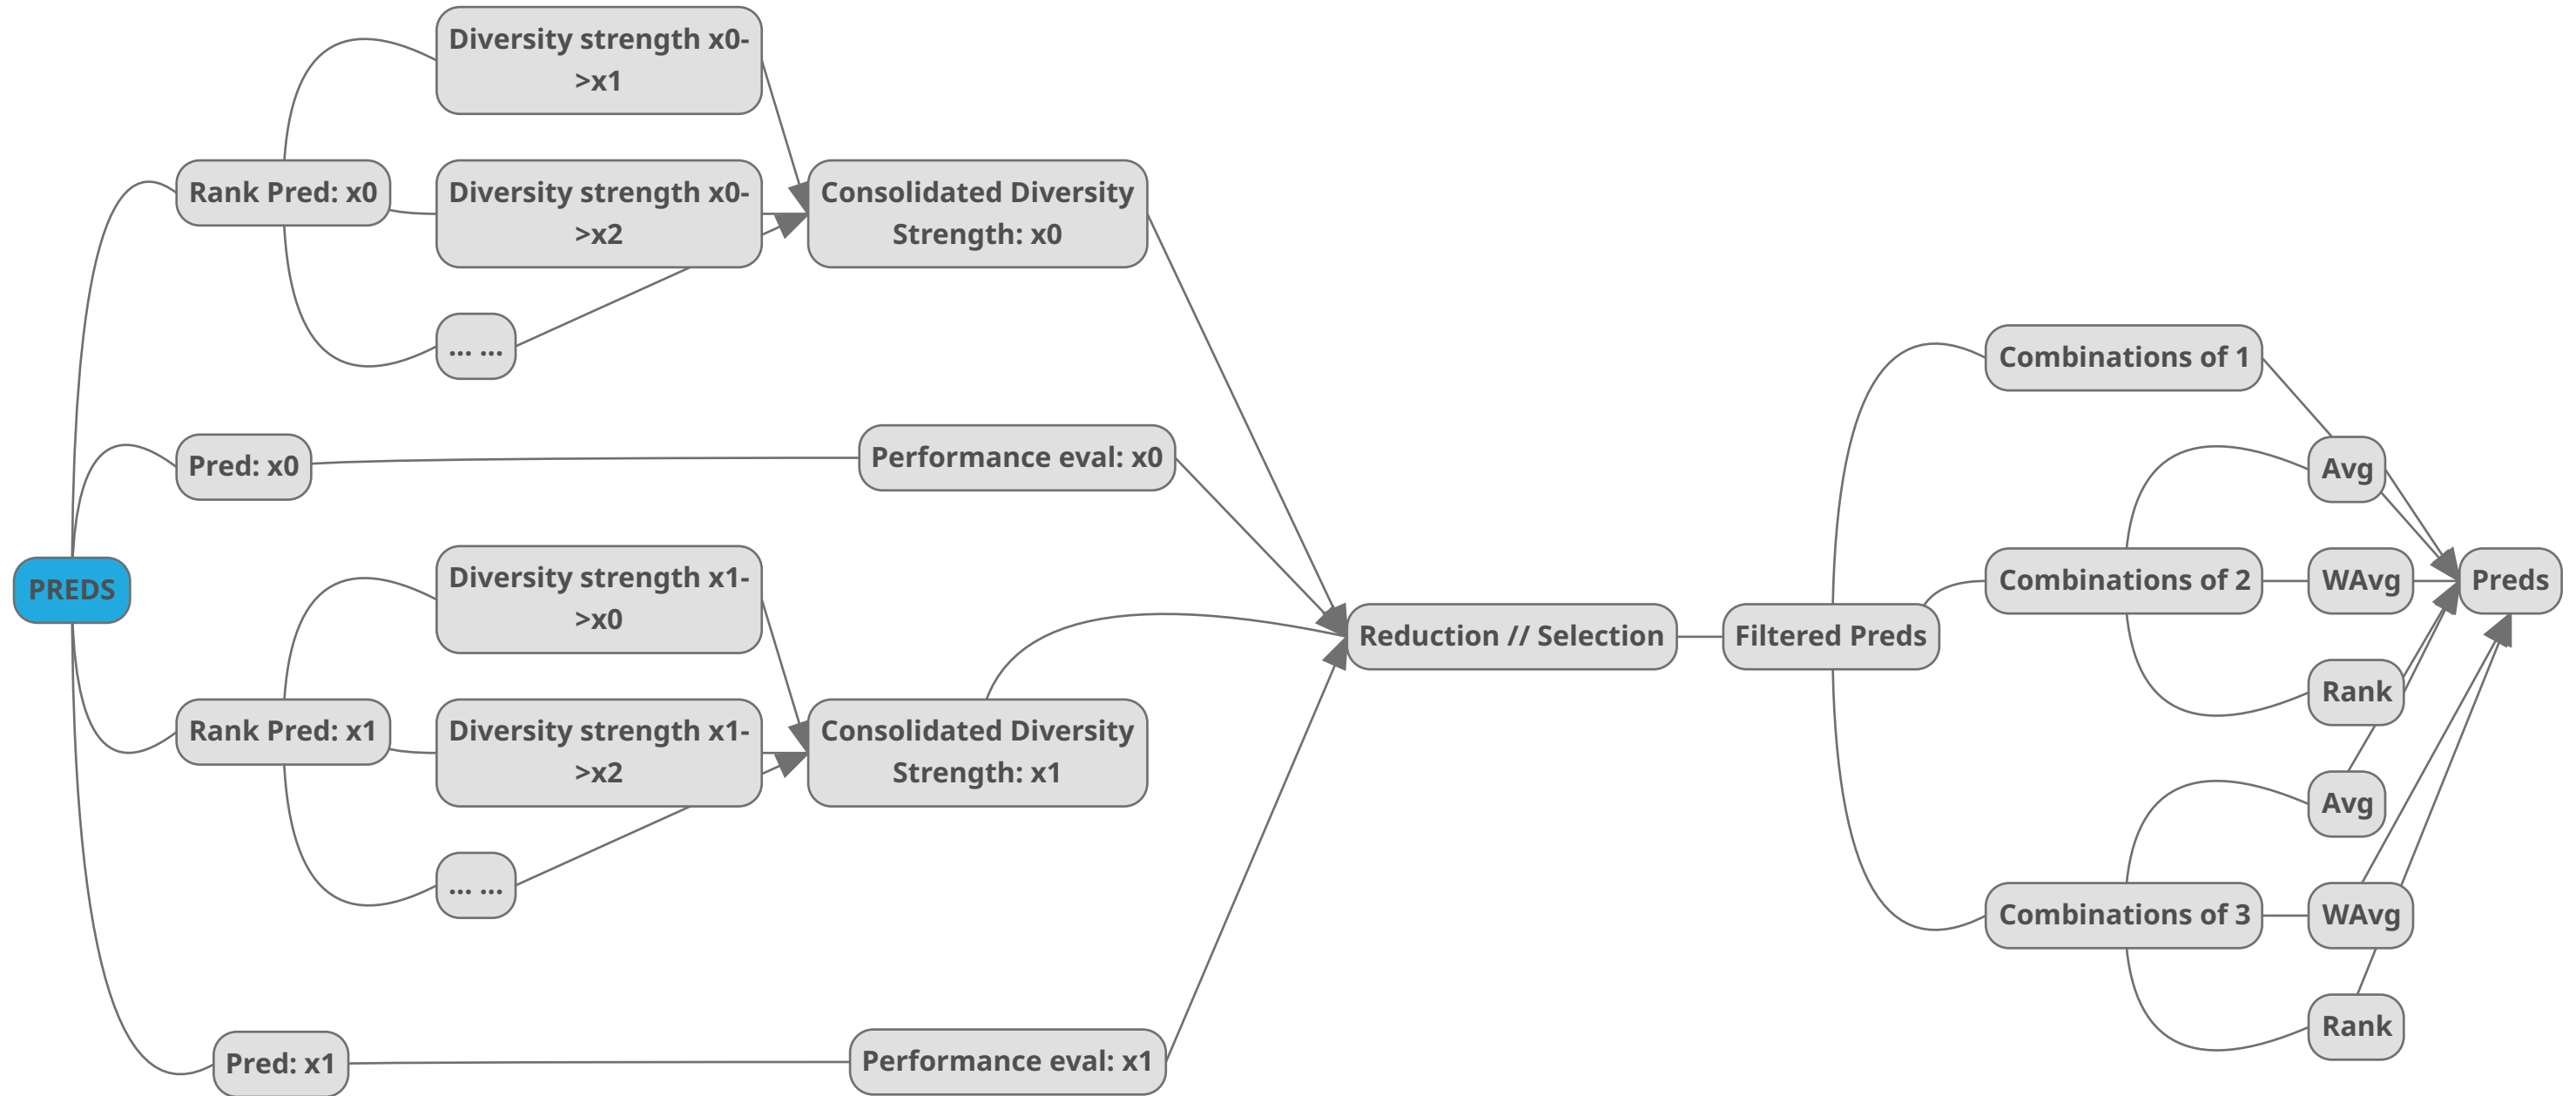 PREDS
Rank Pred: x0
Diversity strength x0-
>x1
Diversity strength x0-
>x2
... ...
Consolidated Diversity
Strength: x0
Pred: x0
Performance eval: x0
Rank Pred: x1
Diversity strength x1-
>x0
Diversity strength x1-
>x2
... ...
Consolidated Diversity
Strength: x1
Pred: x1
Performance eval: x1
Reduction // Selection
Filtered Preds
Combinations of 1
Combinations of 2
Avg
WAvg
Rank
Combinations of 3
Avg
WAvg
Rank
Preds